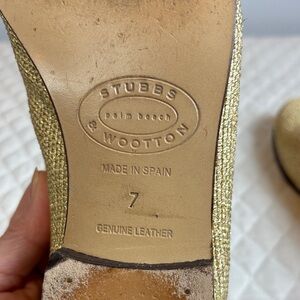 STUBBS
palm beach
& WOOTTON
MADE IN SPAIN
7
GENUINE LEATHER